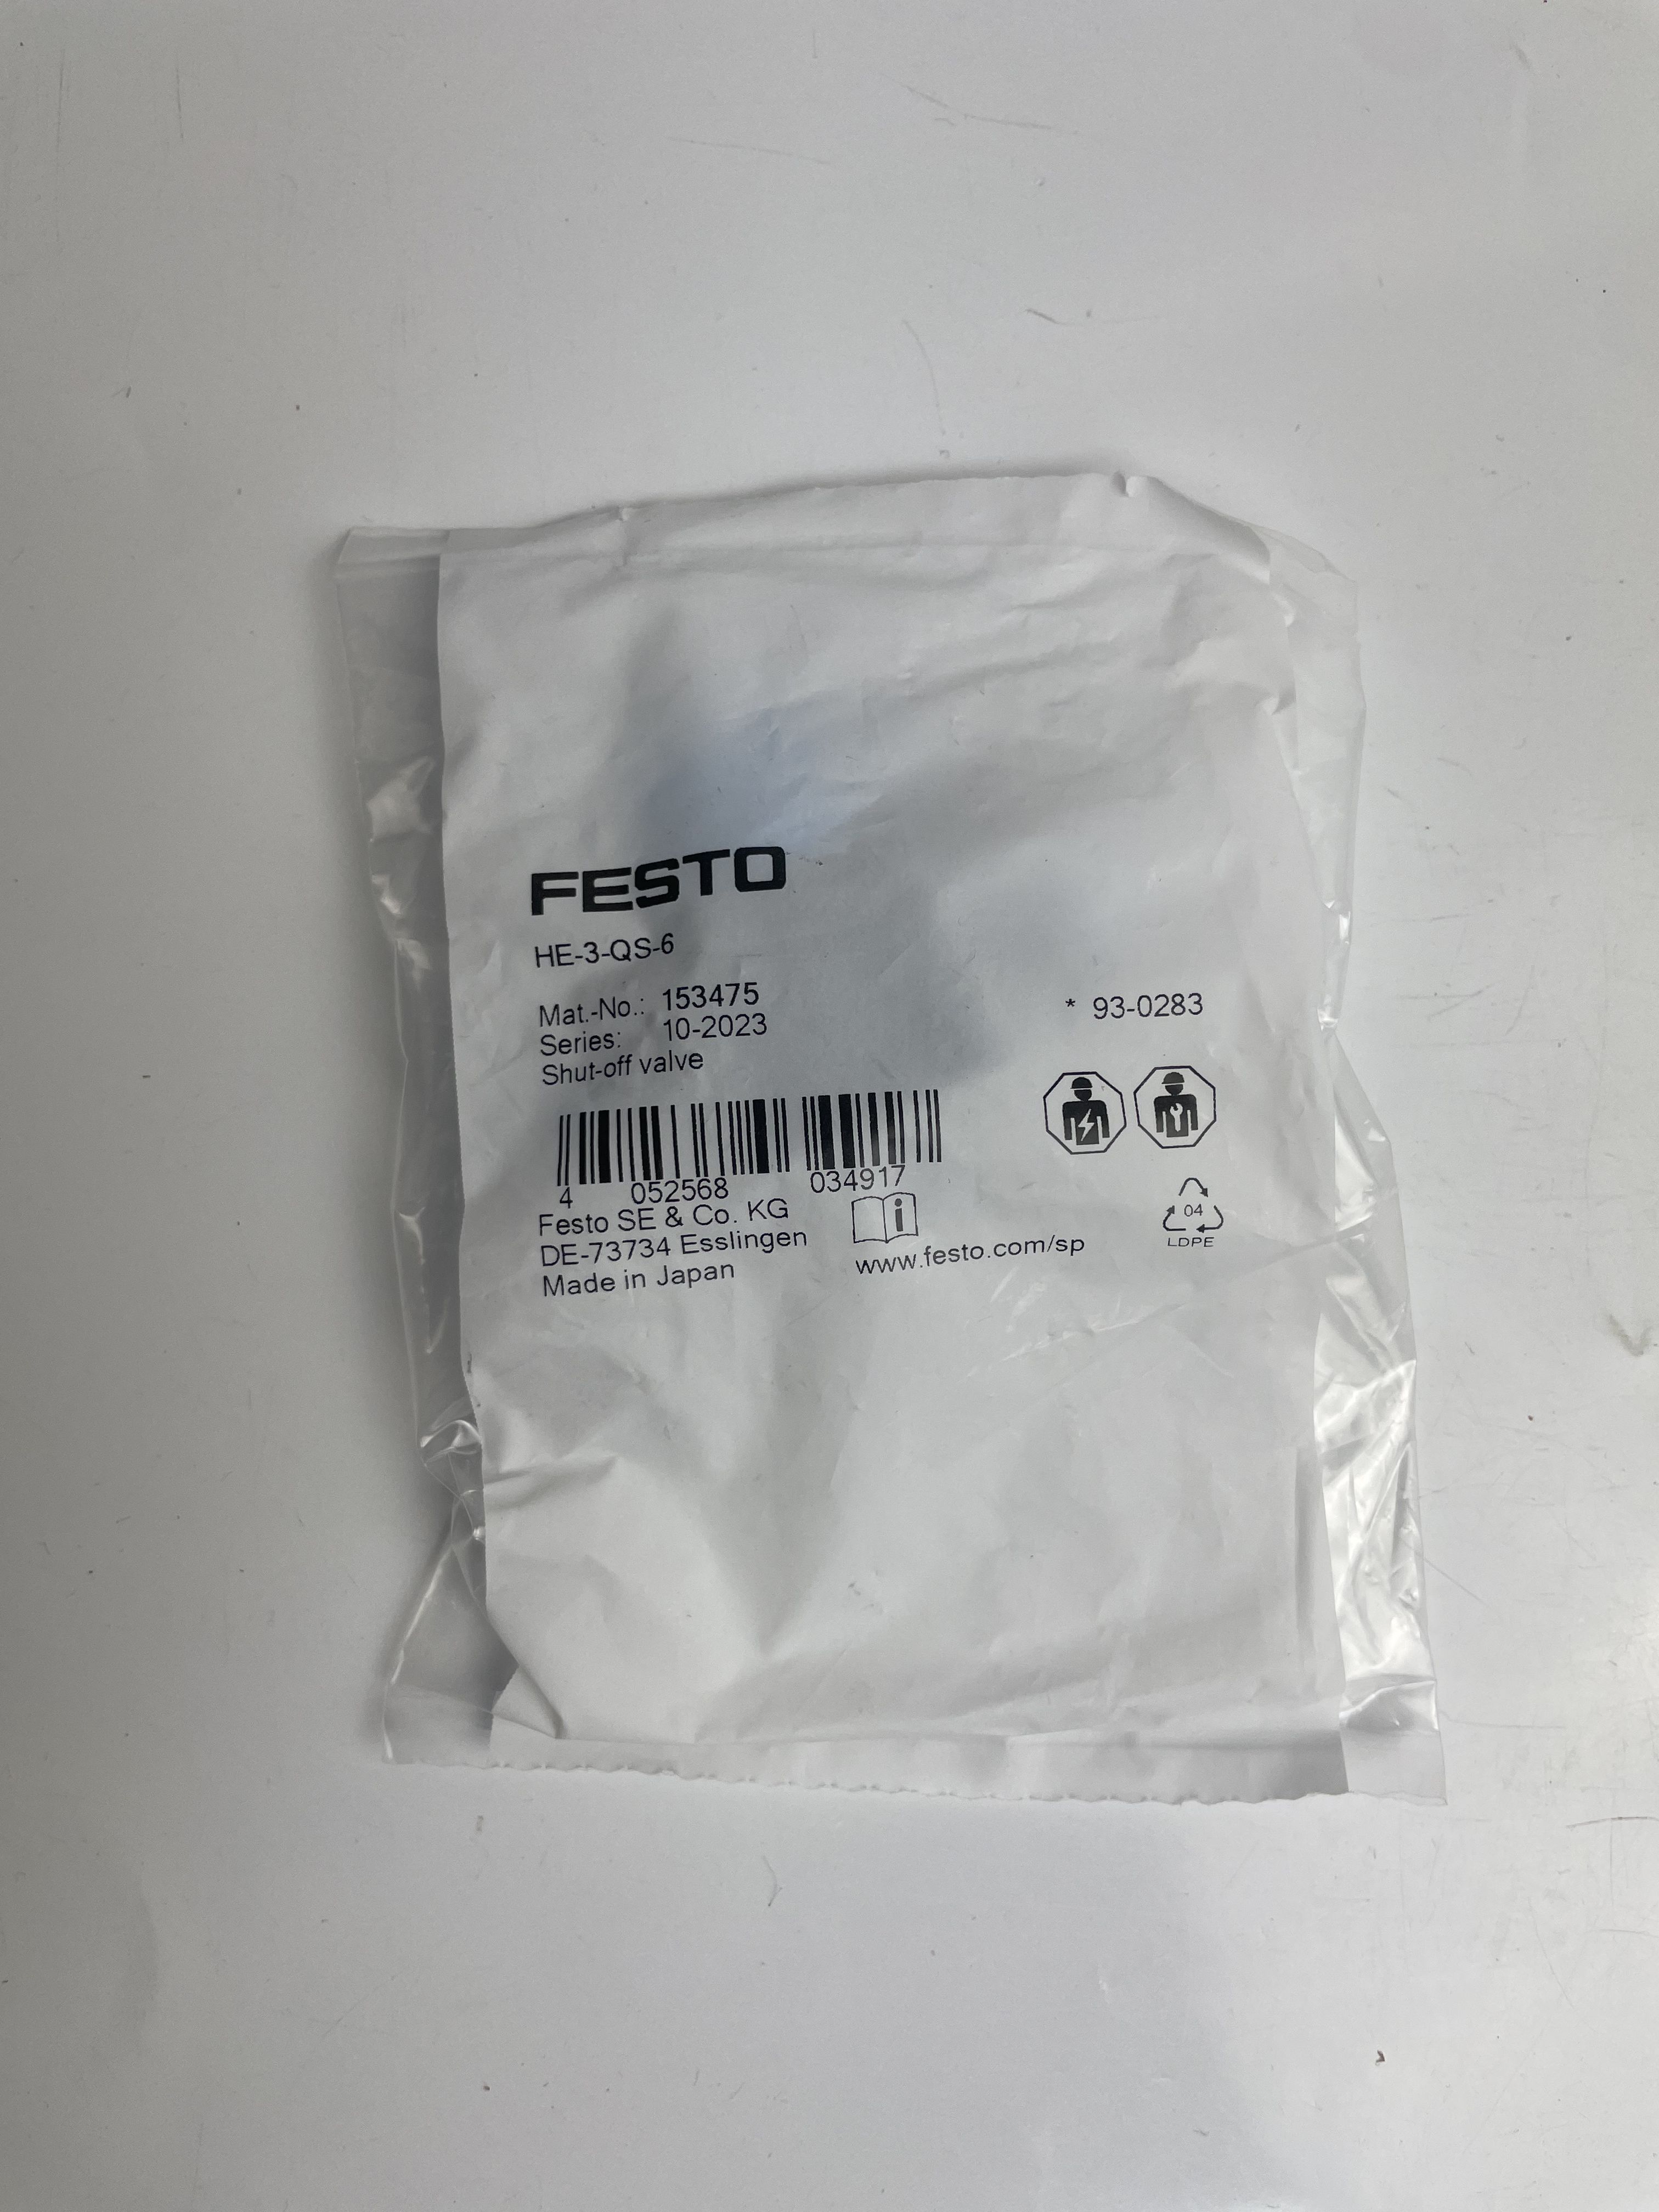 FESTO
HE-3-QS-6
Mat.-No.: 153475
Series: 10-2023
Shut-off valve
* 93-0283
4 052568 034917
Festo SE & Co. KG
DE-73734 Esslingen
Made in Japan
i
www.festo.com/sp
04
LDPE